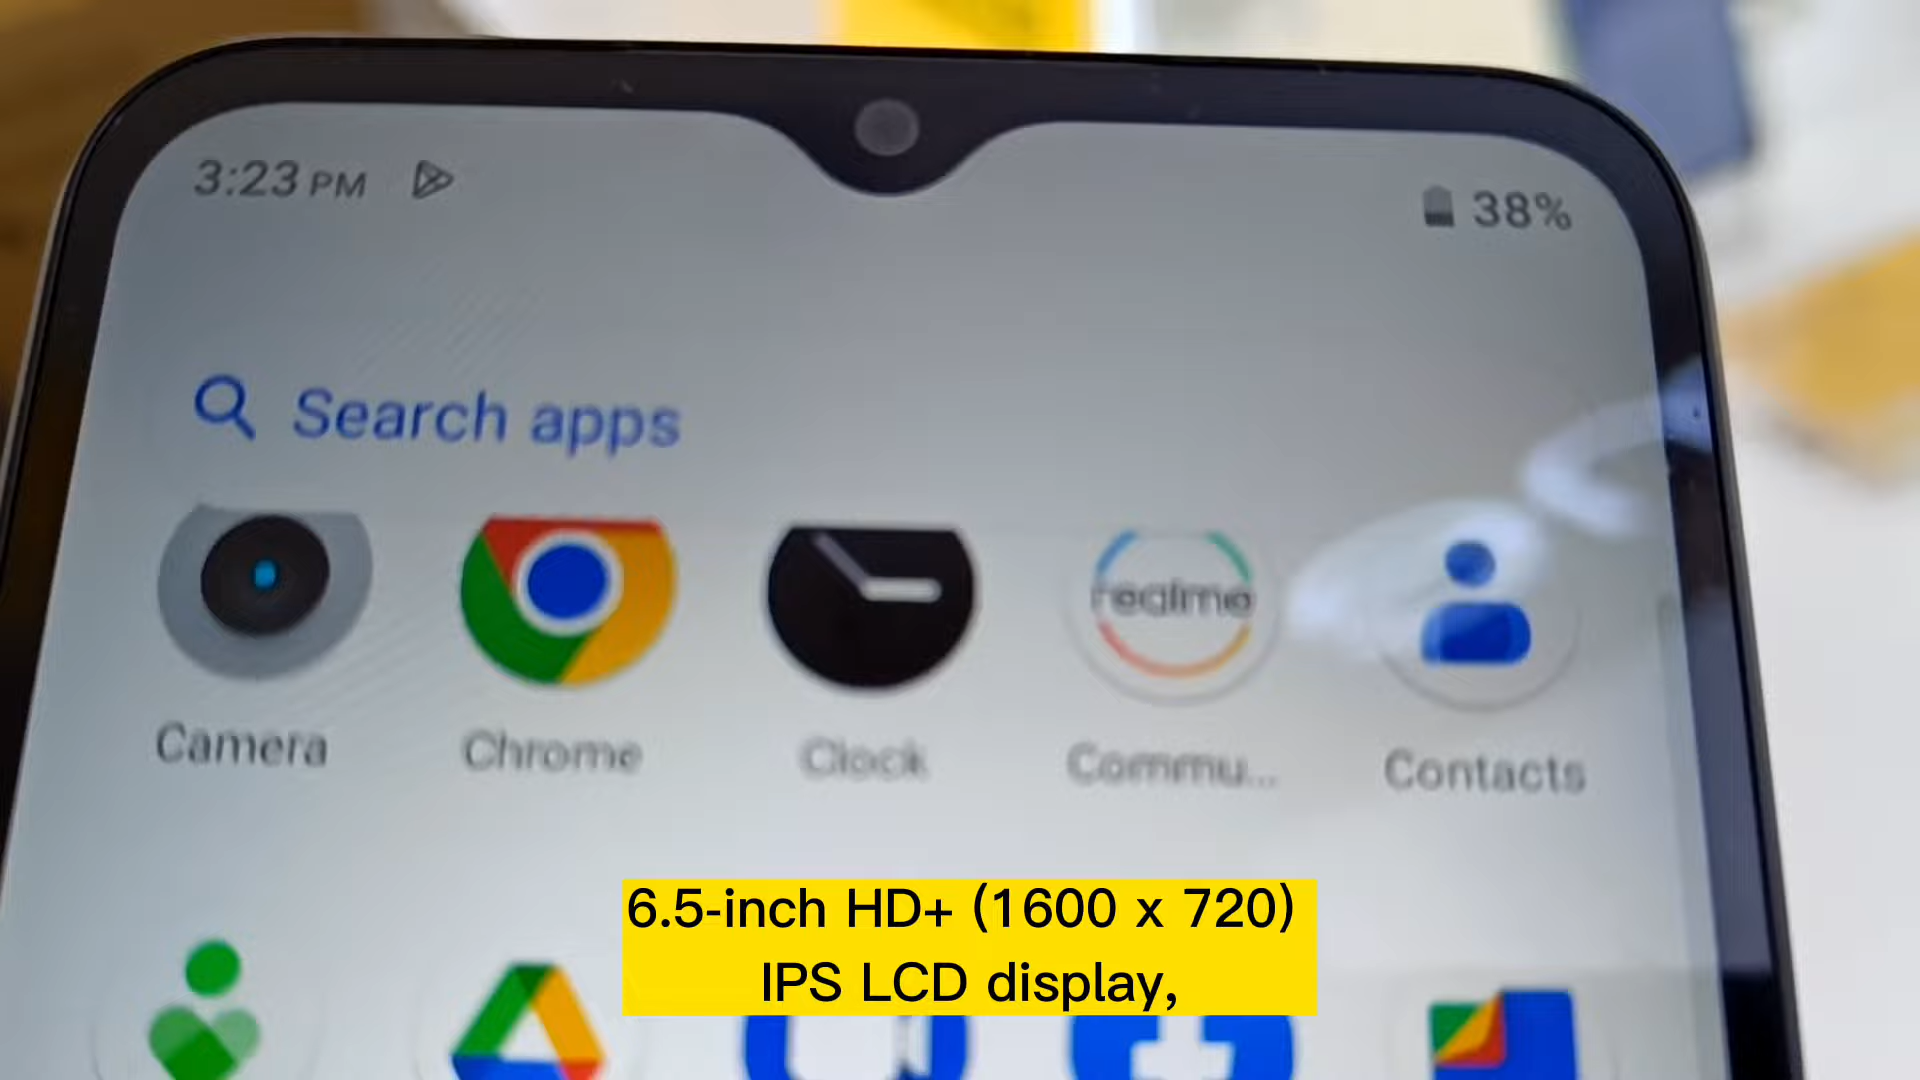 3:23 PM
38%
Search apps
realme
Camera
Chrome
Clock
Commu...
Contacts
6.5-inch HD+ (1600 x 720)
IPS LCD display,